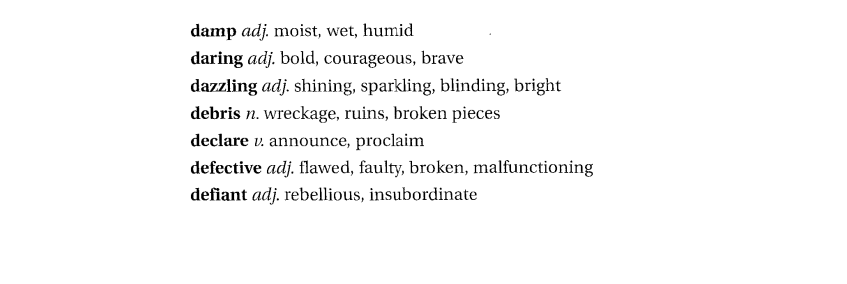 damp adj. moist, wet, humid
daring adj. bold, courageous, brave
dazzling adj. shining, sparkling, blinding, bright
debris n. wreckage, ruins, broken pieces
declare v. announce, proclaim
defective adj. flawed, faulty, broken, malfunctioning
defiant adj. rebellious, insubordinate